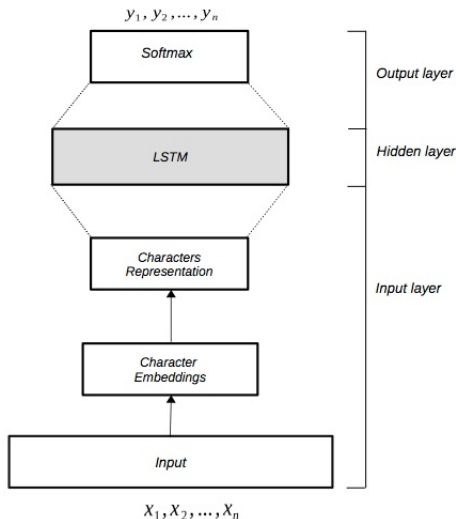 y₁, y₂, ..., yₙ
Softmax
Output layer
LSTM
Hidden layer
Characters
Representation
Input layer
Character
Embeddings
Input
x₁, x₂, ..., xₙ